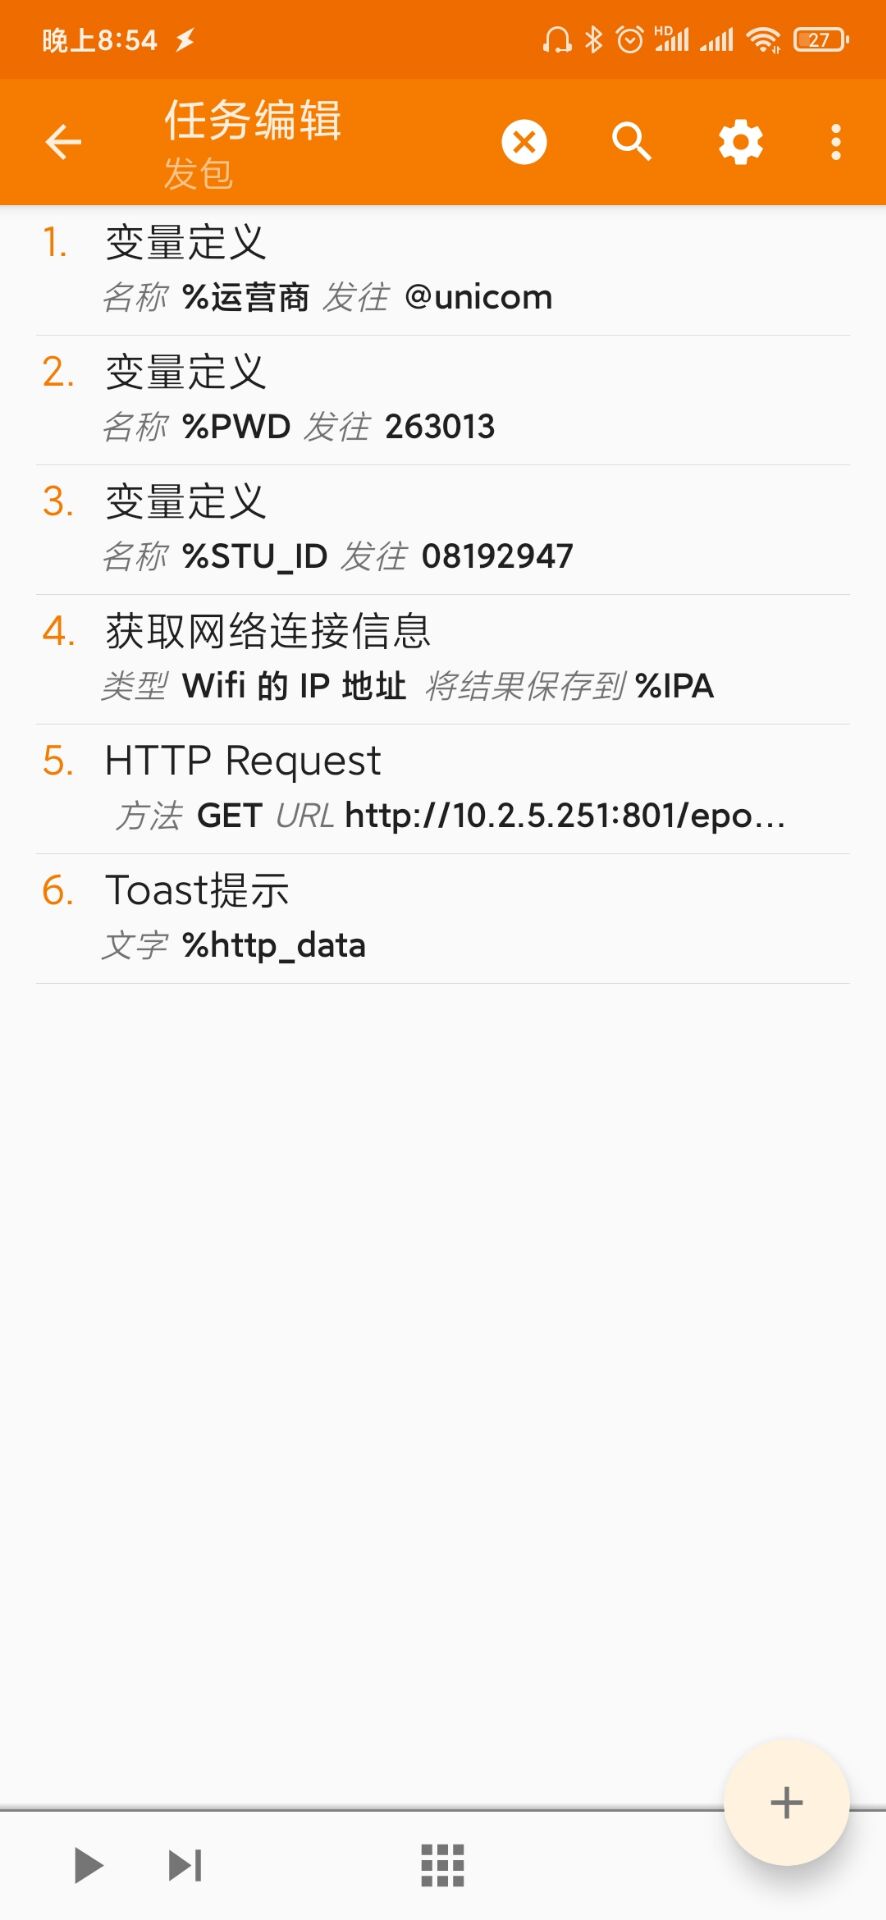 晚上8:54
HD
27
任务编辑
发包
1. 变量定义
名称 %运营商 发往 @unicom
2. 变量定义
名称 %PWD 发往 263013
3. 变量定义
名称 %STU_ID 发往 08192947
4. 获取网络连接信息
类型 Wifi 的 IP 地址 将结果保存到 %IPA
5. HTTP Request
方法 GET URL http://10.2.5.251:801/epo...
6. Toast提示
文字 %http_data